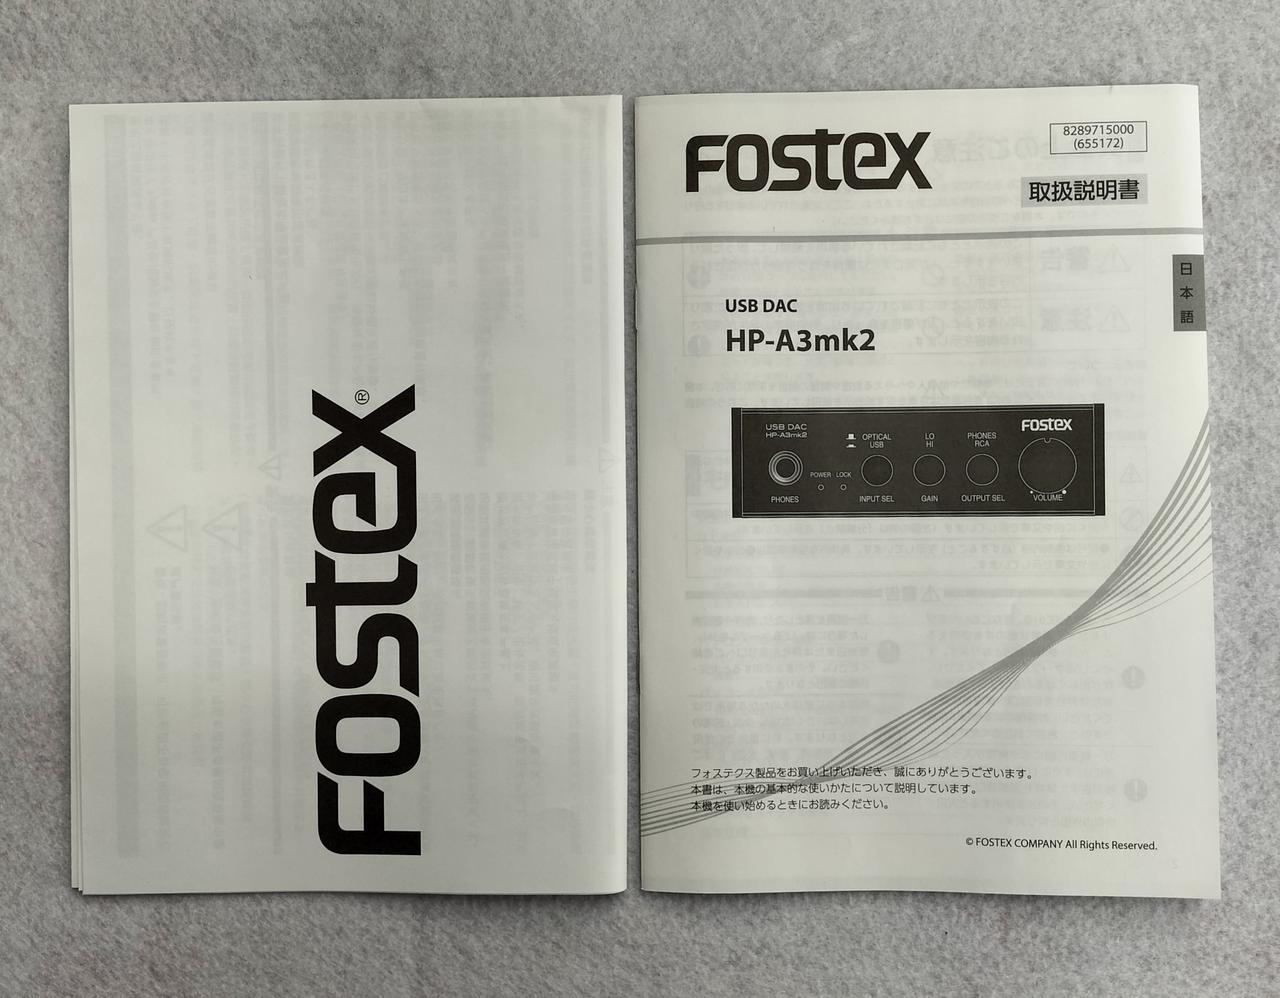 FOSTEX®
FOSTEX
8289715000
(655172)
取扱説明書
日本語
USB DAC
HP-A3mk2
USB DAC
HP-A3mk2
FOSTEX
OPTICAL
USB
LO
HI
PHONES
RCA
POWER LOCK
PHONES
INPUT SEL
GAIN
OUTPUT SEL
VOLUME
フォステクス製品をお買い上げいただき、誠にありがとうございます。
本書は、本機の基本的な使いかたについて説明しています。
本機を使い始めるときにお読みください。
© FOSTEX COMPANY All Rights Reserved.